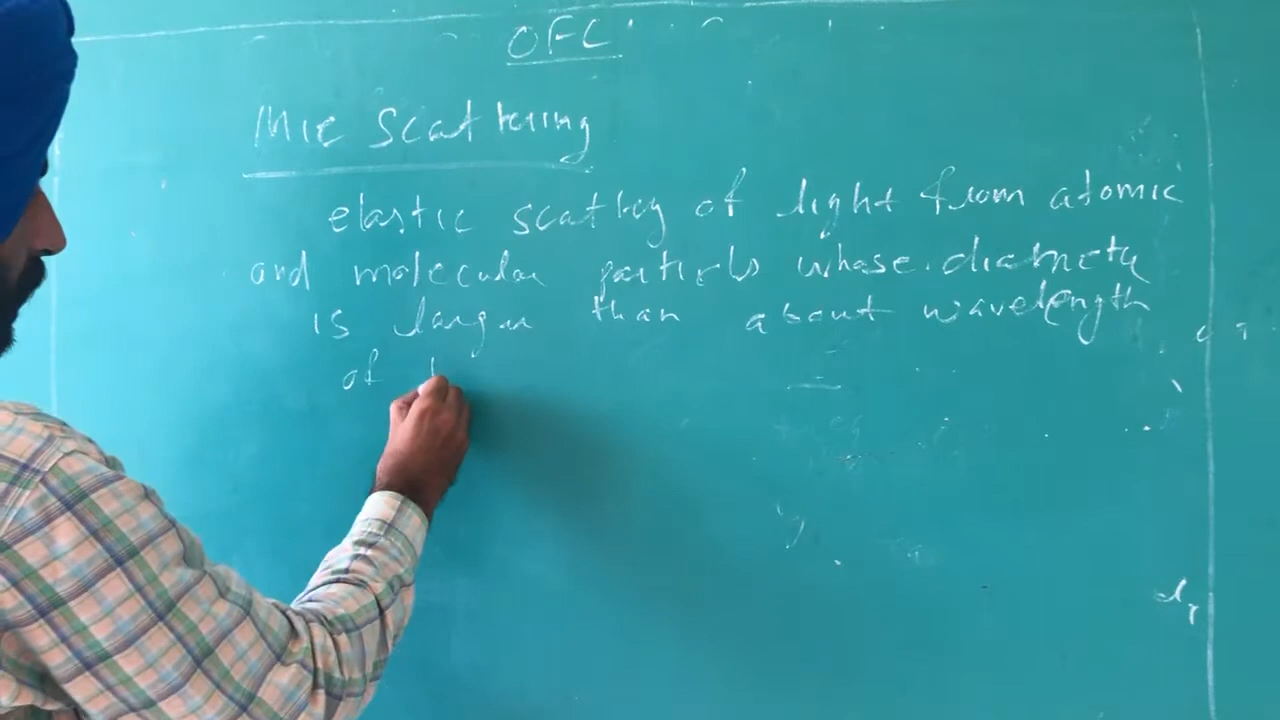 OFC
Mie Scattering
elastic scattering of light from atomic
and molecular particles whose diameter
is larger than about wavelength
of